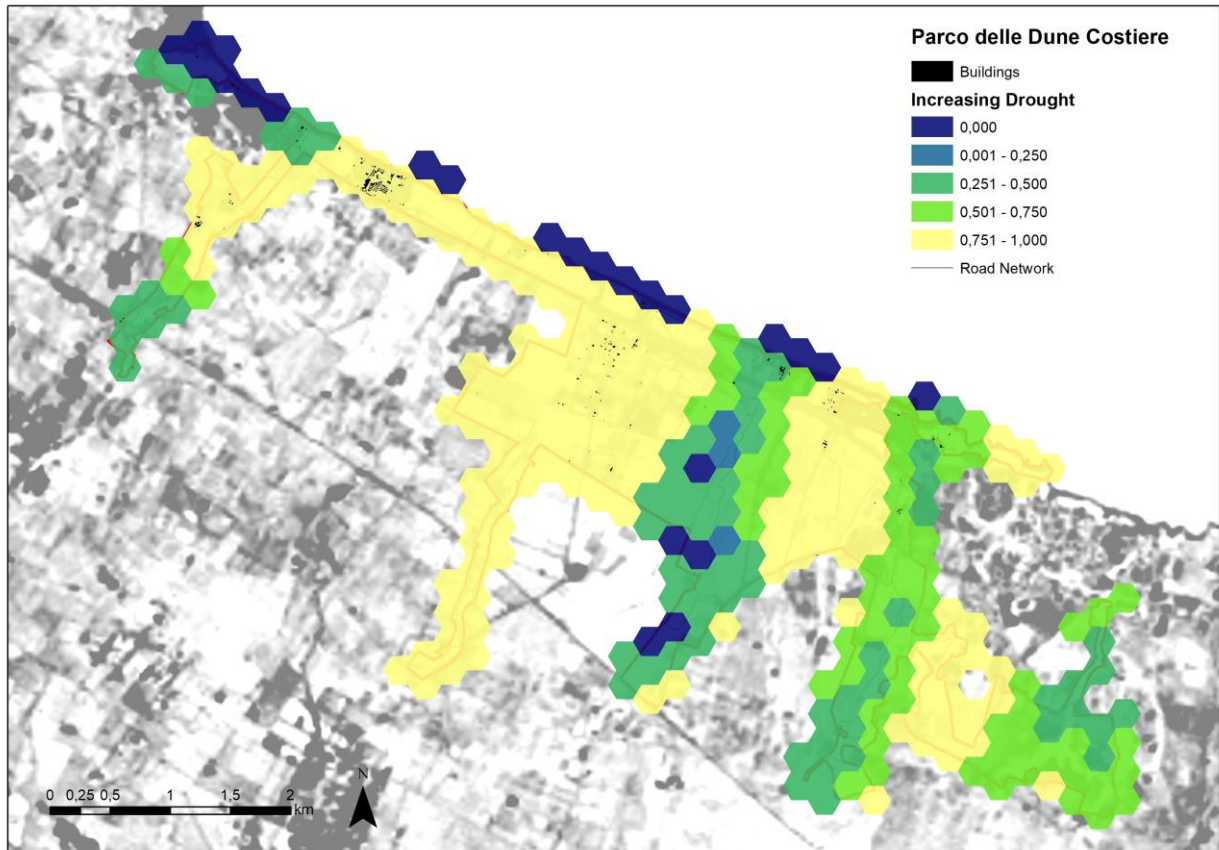 Parco delle Dune Costiere
Buildings
Increasing Drought
0,000
0,001 - 0,250
0,251 - 0,500
0,501 - 0,750
0,751 - 1,000
Road Network
N
0 0,25 0,5 1 1,5 2
km